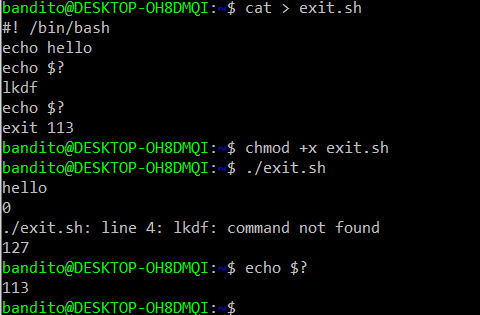 bandito@DESKTOP-OH8DMQI:~$ cat > exit.sh
#! /bin/bash
echo hello
echo $?
lkdf
echo $?
exit 113
bandito@DESKTOP-OH8DMQI:~$ chmod +x exit.sh
bandito@DESKTOP-OH8DMQI:~$ ./exit.sh
hello
0
./exit.sh: line 4: lkdf: command not found
127
bandito@DESKTOP-OH8DMQI:~$ echo $?
113
bandito@DESKTOP-OH8DMQI:~$